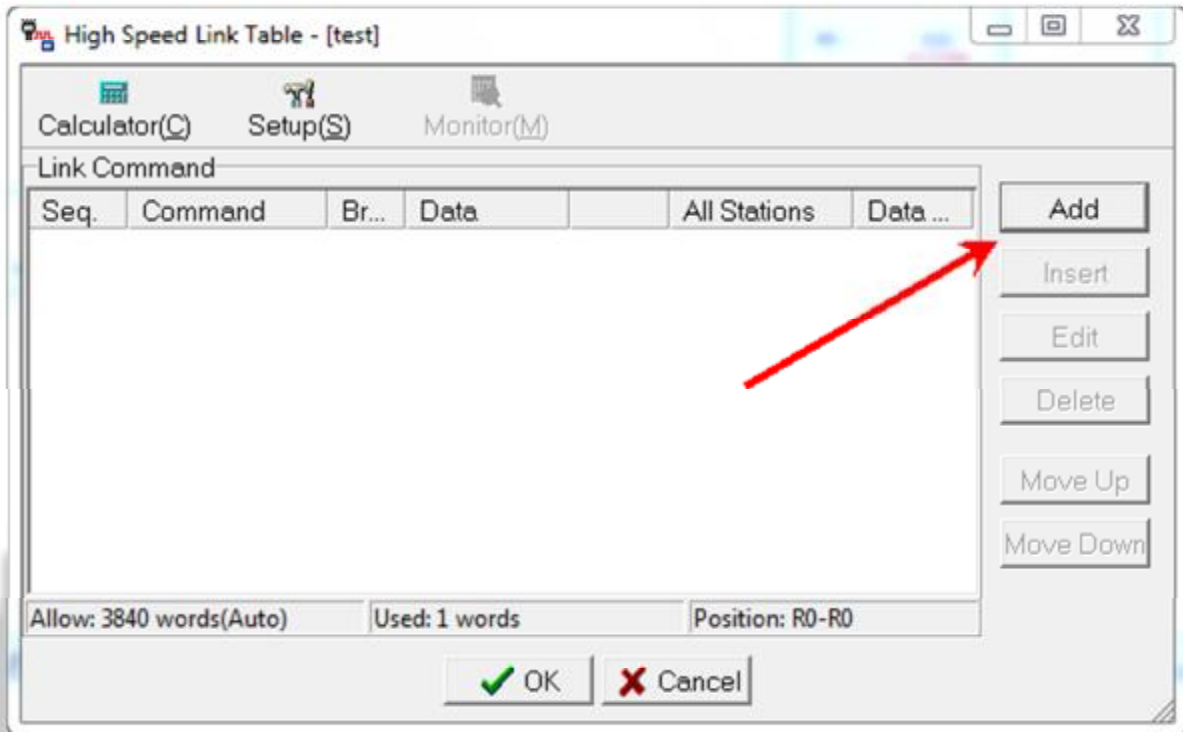 High Speed Link Table - [test]
Calculator(C) Setup(S) Monitor(M)
Link Command
Seq. Command Br... Data All Stations Data ...
Add
Insert
Edit
Delete
Move Up
Move Down
Allow: 3840 words(Auto) Used: 1 words Position: R0-R0
OK Cancel